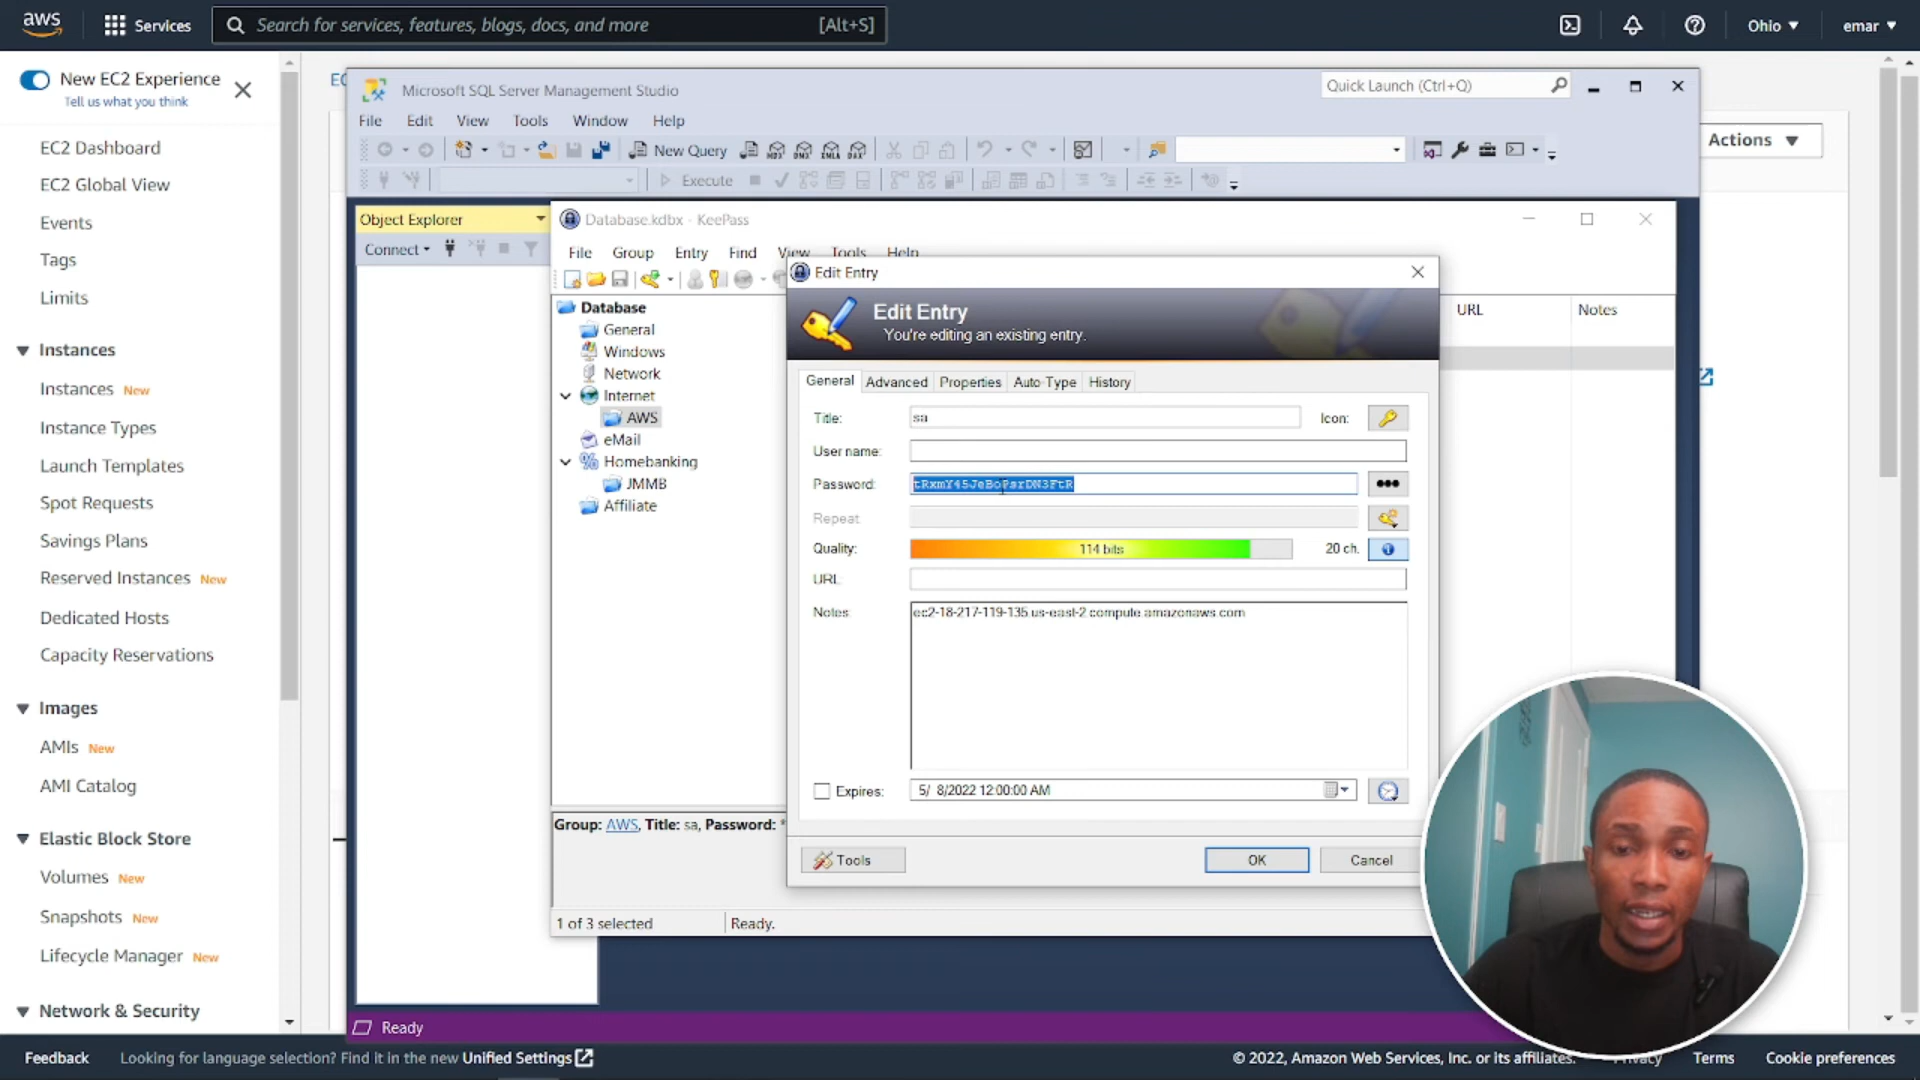 aws
Services
Search for services, features, blogs, docs, and more
[Alt+S]
Ohio
emar
New EC2 Experience
Tell us what you think
EC2 Dashboard
EC2 Global View
Events
Tags
Limits
Instances
Instances New
Instance Types
Launch Templates
Spot Requests
Savings Plans
Reserved Instances New
Dedicated Hosts
Capacity Reservations
Images
AMIs New
AMI Catalog
Elastic Block Store
Volumes New
Snapshots New
Lifecycle Manager New
Network & Security
Actions
Microsoft SQL Server Management Studio
Quick Launch (Ctrl+Q)
File Edit View Tools Window Help
New Query
MDX DMX XMLA DAX
Execute
Object Explorer
Connect
Database.kdbx - KeePass
File Group Entry Find View Tools Help
Database
General
Windows
Network
Internet
AWS
eMail
Homebanking
JMMB
Affiliate
URL
Notes
Edit Entry
Edit Entry
You're editing an existing entry.
General Advanced Properties Auto-Type History
Title: sa Icon:
User name:
Password: tRxmY45JeBoPsrDN3FtR
Repeat
Quality: 114 bits 20 ch.
URL:
Notes:
ec2-18-217-119-135.us-east-2.compute.amazonaws.com
Expires: 5/ 8/2022 12:00:00 AM
Tools
OK
Cancel
Group: AWS, Title: sa, Password: *
1 of 3 selected
Ready.
Ready
Feedback
Looking for language selection? Find it in the new Unified Settings
© 2022, Amazon Web Services, Inc. or its affiliates.
Privacy
Terms
Cookie preferences